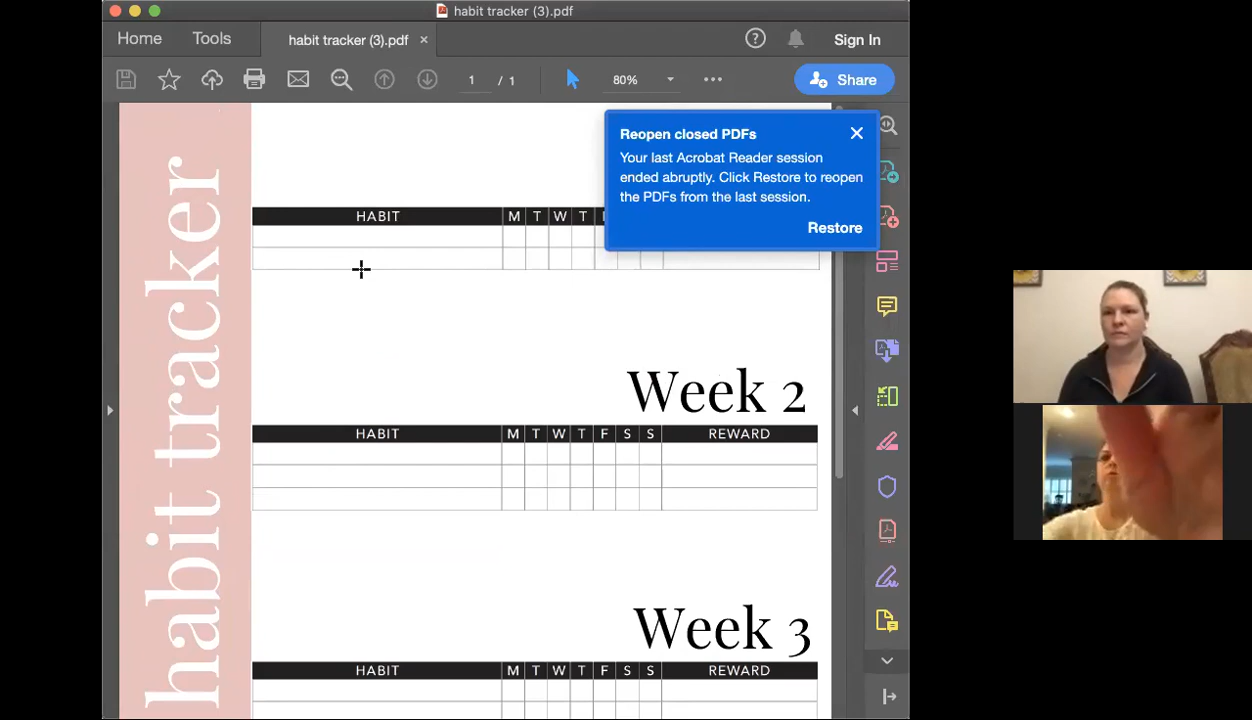 habit tracker (3).pdf
Home
Tools
habit tracker (3).pdf
Sign In
1 / 1
80%
Share
Reopen closed PDFs
Your last Acrobat Reader session
ended abruptly. Click Restore to reopen
the PDFs from the last session.
Restore
habit tracker
HABIT M T W T
Week 2
HABIT M T W T F S S REWARD
Week 3
HABIT M T W T F S S REWARD